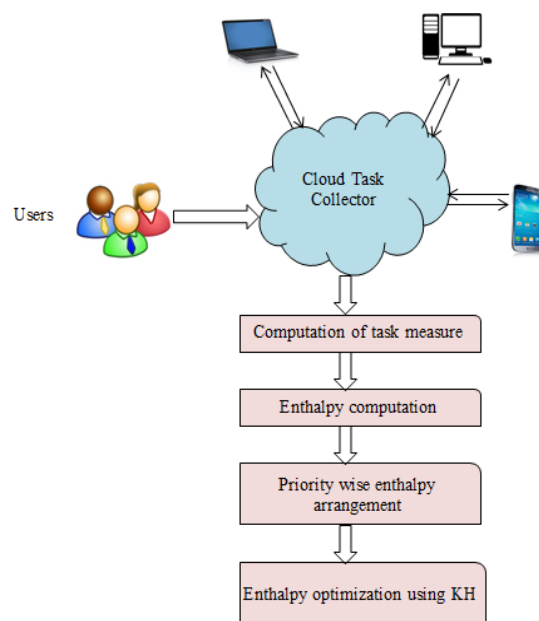 Cloud Task
Collector
Users
Computation of task measure
Enthalpy computation
Priority wise enthalpy
arrangement
Enthalpy optimization using KH